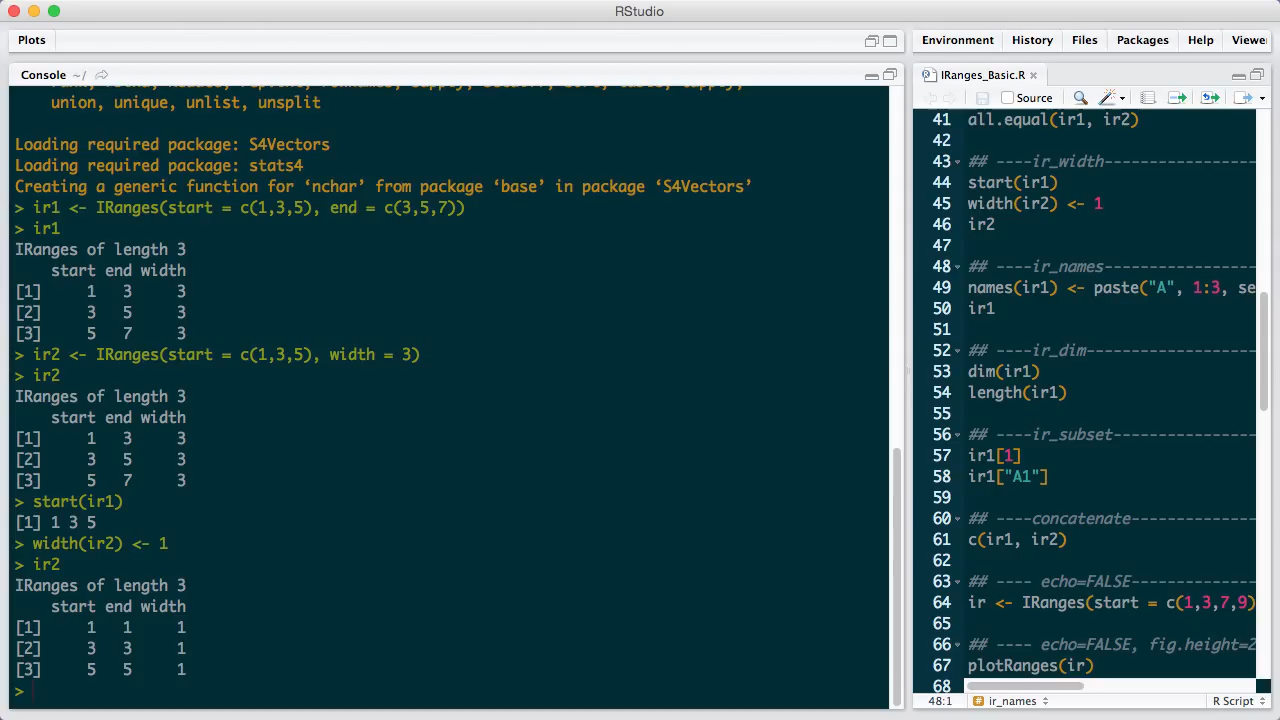 RStudio
Plots
Console ~/
union, unique, unlist, unsplit
Loading required package: S4Vectors
Loading required package: stats4
Creating a generic function for ‘nchar’ from package ‘base’ in package ‘S4Vectors’
> ir1 <- IRanges(start = c(1,3,5), end = c(3,5,7))
> ir1
IRanges of length 3
start end width
[1] 1 3 3
[2] 3 5 3
[3] 5 7 3
> ir2 <- IRanges(start = c(1,3,5), width = 3)
> ir2
IRanges of length 3
start end width
[1] 1 3 3
[2] 3 5 3
[3] 5 7 3
> start(ir1)
[1] 1 3 5
> width(ir2) <- 1
> ir2
IRanges of length 3
start end width
[1] 1 1 1
[2] 3 3 1
[3] 5 5 1
>
Environment History Files Packages Help Viewer
IRanges_Basic.R
Source
41 all.equal(ir1, ir2)
42
43 ## ----ir_width-----------------
44 start(ir1)
45 width(ir2) <- 1
46 ir2
47
48 ## ----ir_names-----------------
49 names(ir1) <- paste("A", 1:3, se
50 ir1
51
52 ## ----ir_dim-------------------
53 dim(ir1)
54 length(ir1)
55
56 ## ----ir_subset----------------
57 ir1[1]
58 ir1["A1"]
59
60 ## ----concatenate--------------
61 c(ir1, ir2)
62
63 ## ---- echo=FALSE--------------
64 ir <- IRanges(start = c(1,3,7,9)
65
66 ## ---- echo=FALSE, fig.height=2
67 plotRanges(ir)
68
48:1 ir_names R Script